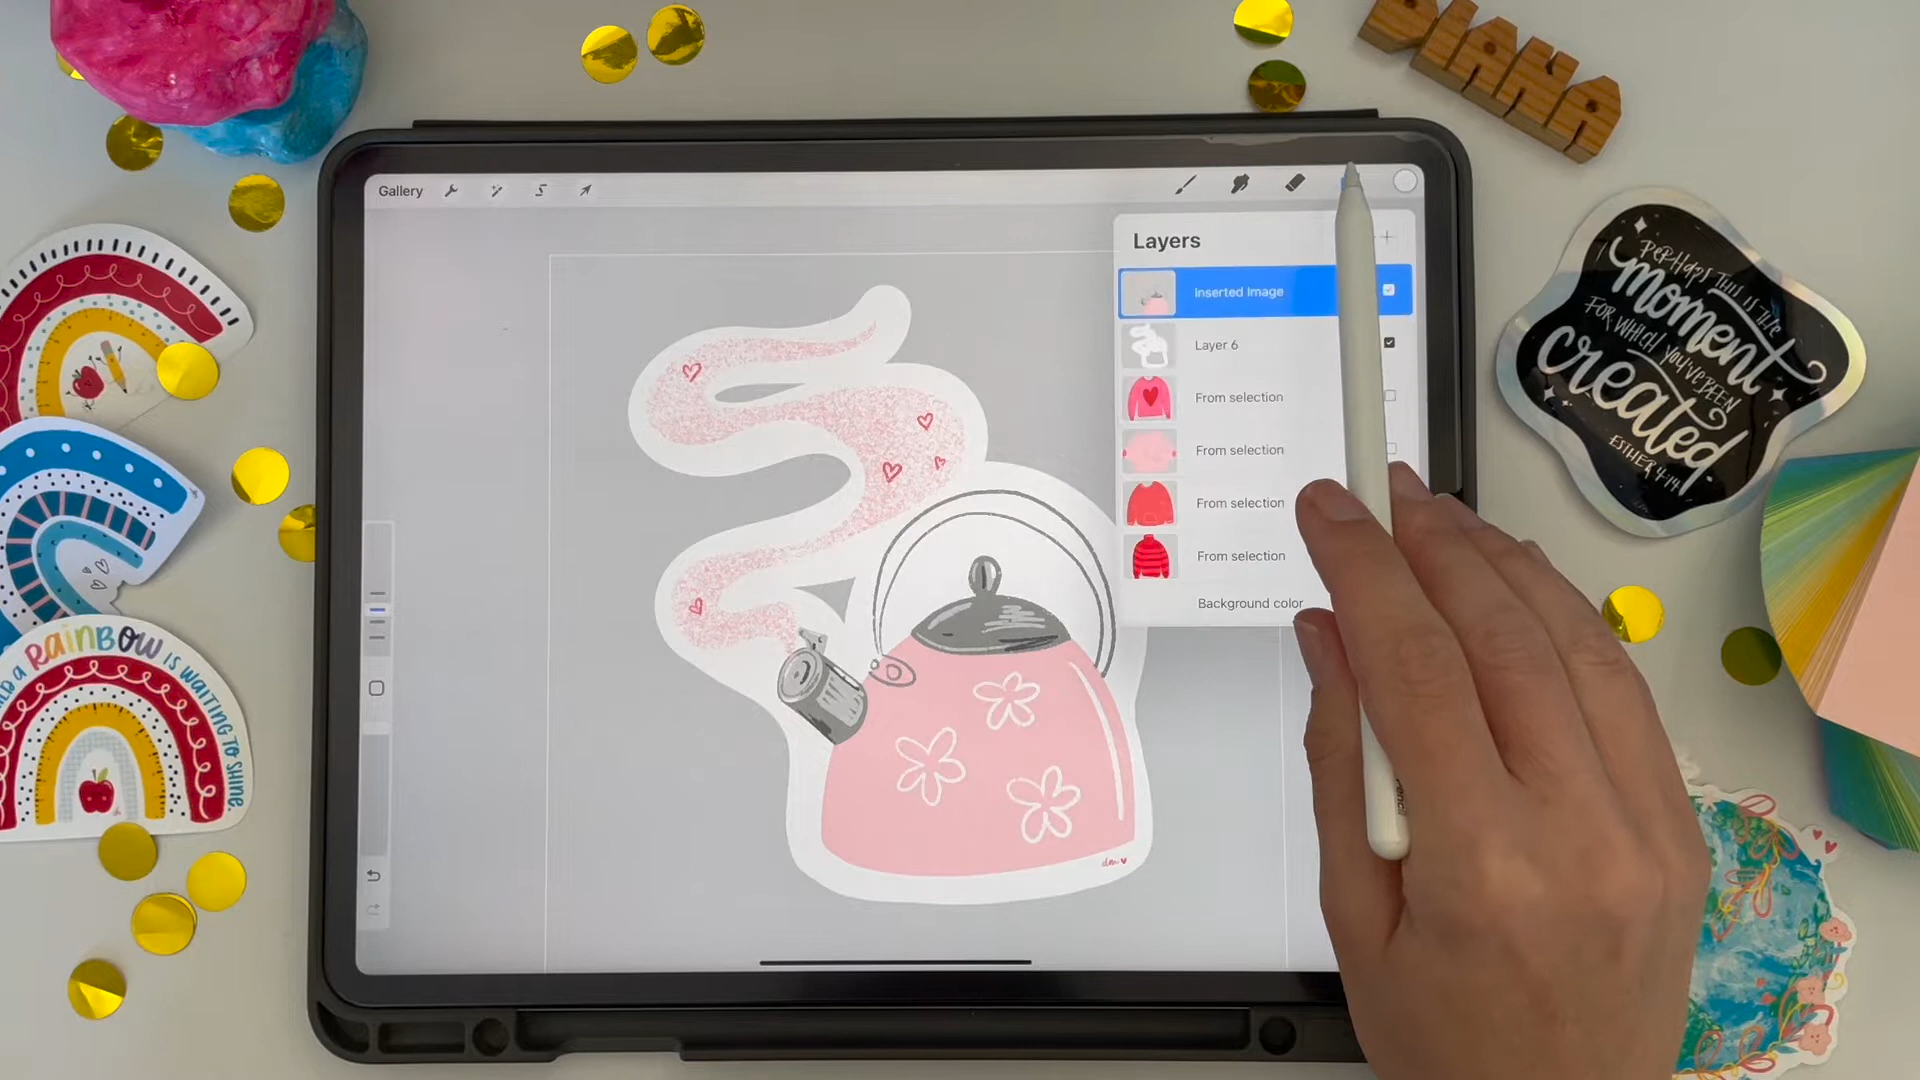 DIANA
Gallery
Layers
Inserted Image
Layer 6
From selection
From selection
From selection
From selection
Background color
dm
PERHAPS THIS IS THE
moment
FOR WHICH YOU'VE BEEN
created.
ESTHER 4:14
A RAINBOW IS WAITING TO SHINE.